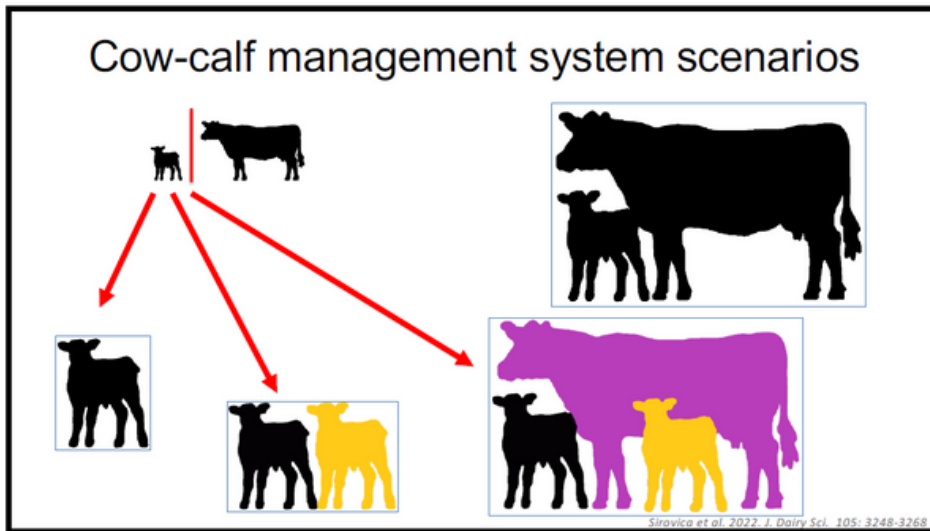 Cow-calf management system scenarios
Sirovica et al. 2022. J. Dairy Sci. 105: 3248-3268